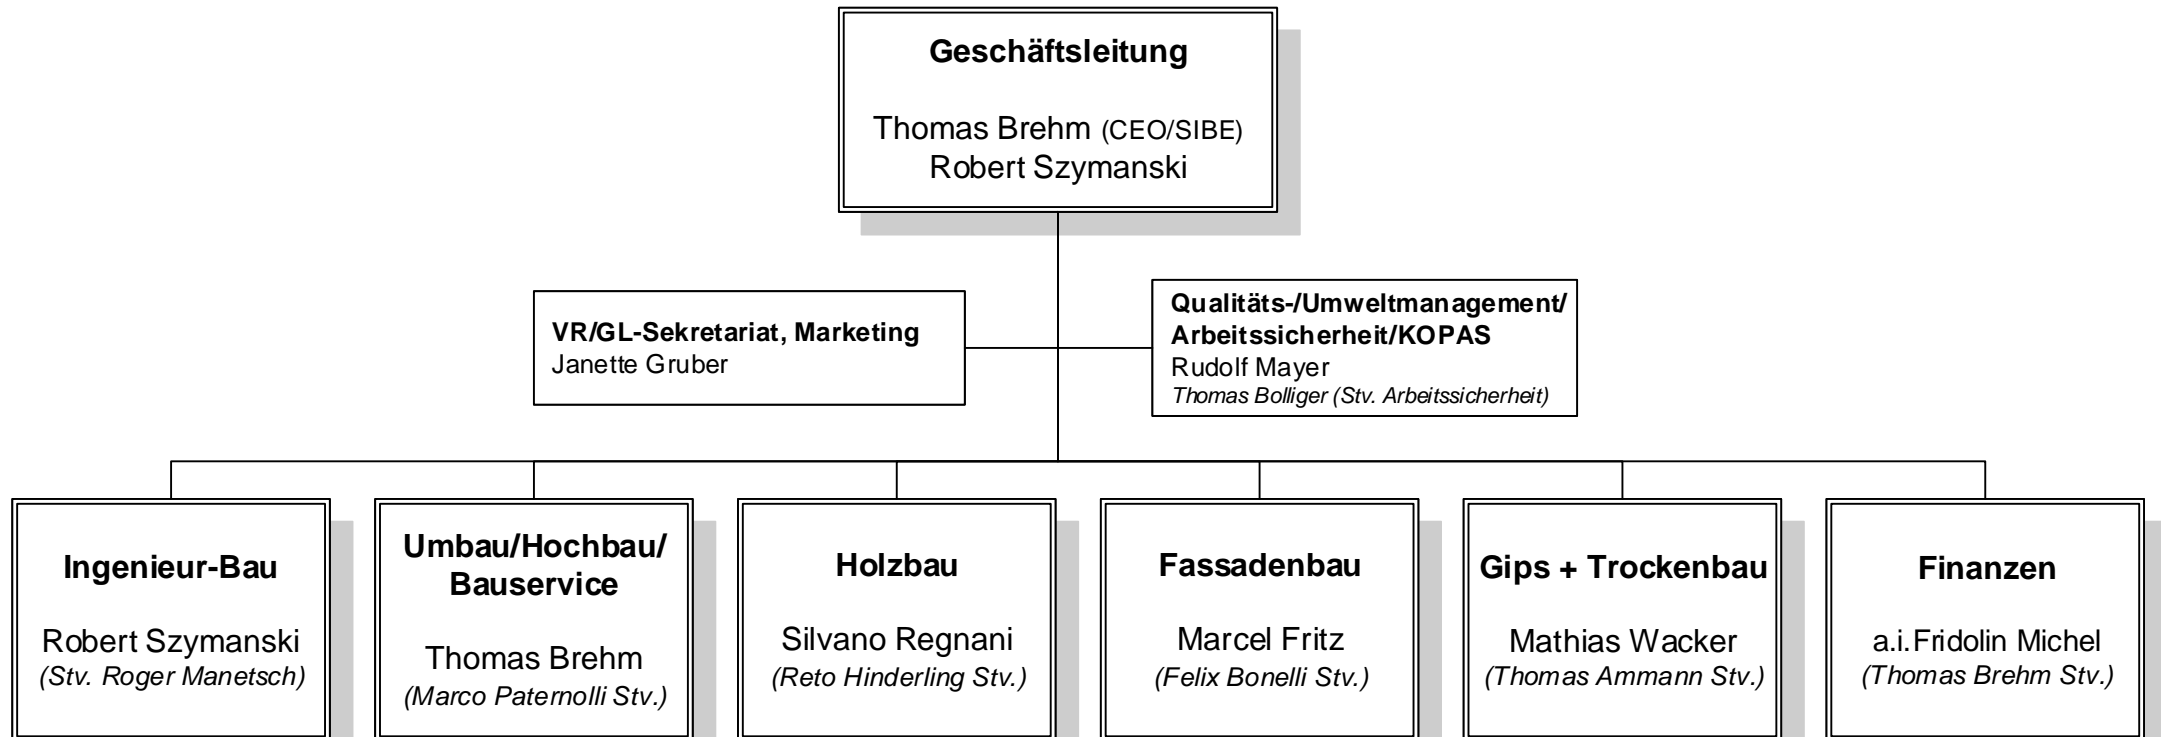 Geschäftsleitung
Thomas Brehm (CEO/SIBE)
Robert Szymanski
VR/GL-Sekretariat, Marketing
Janette Gruber
Qualitäts-/Umweltmanagement/
Arbeitssicherheit/KOPAS
Rudolf Mayer
Thomas Bolliger (Stv. Arbeitssicherheit)
Ingenieur-Bau
Robert Szymanski
(Stv. Roger Manetsch)
Umbau/Hochbau/
Bauservice
Thomas Brehm
(Marco Paternolli Stv.)
Holzbau
Silvano Regnani
(Reto Hinderling Stv.)
Fassadenbau
Marcel Fritz
(Felix Bonelli Stv.)
Gips + Trockenbau
Mathias Wacker
(Thomas Ammann Stv.)
Finanzen
a.i.Fridolin Michel
(Thomas Brehm Stv.)